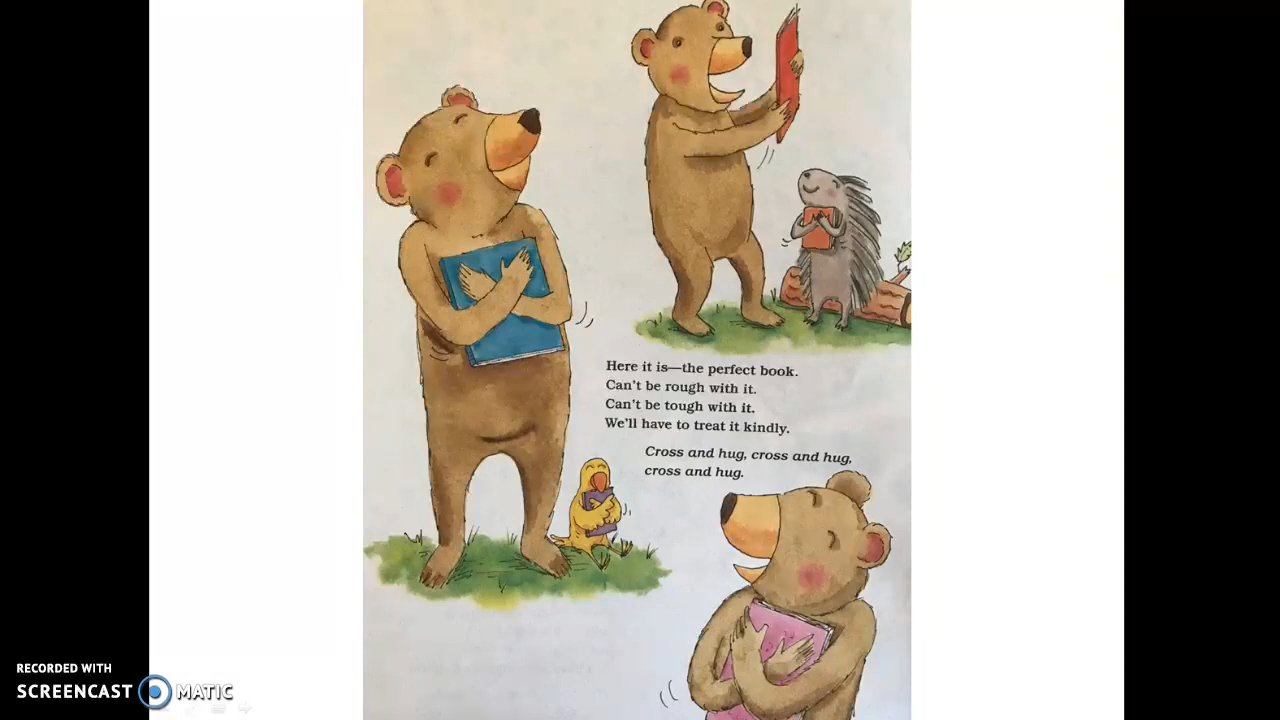 Here it is—the perfect book.
Can't be rough with it.
Can't be tough with it.
We'll have to treat it kindly.
Cross and hug, cross and hug,
cross and hug.
RECORDED WITH
SCREENCAST MATIC